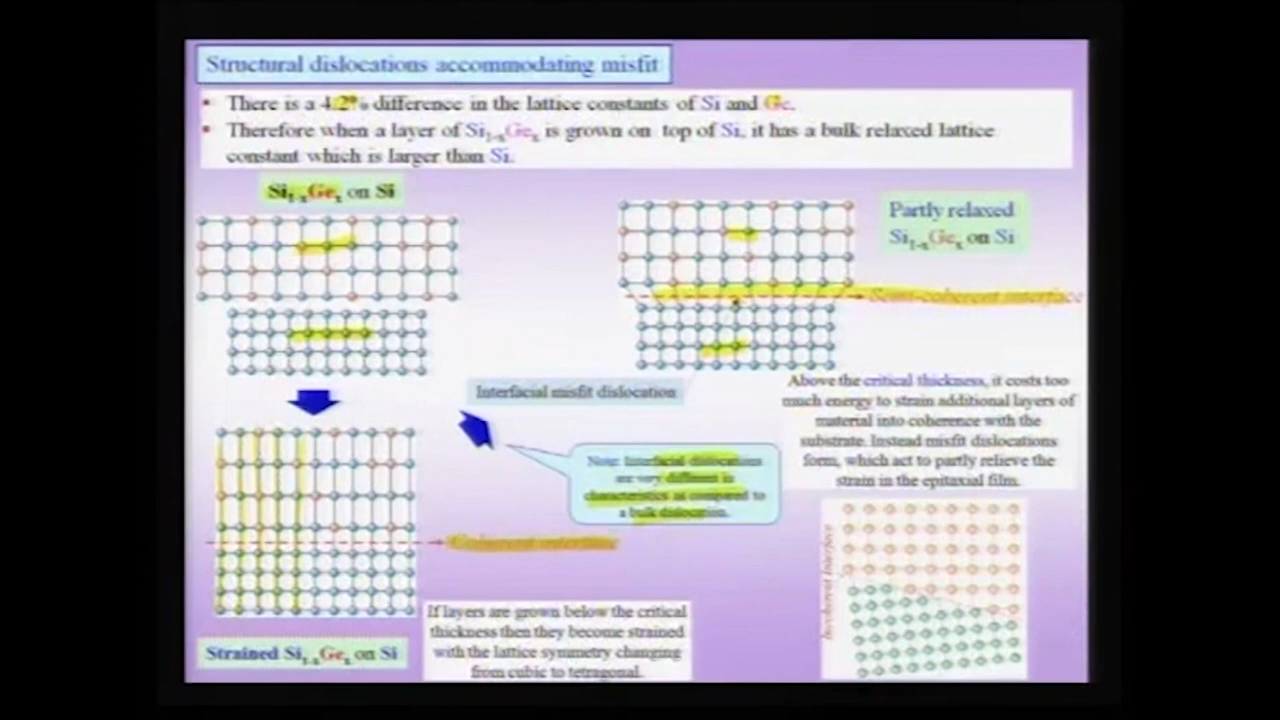 Structural dislocations accommodating misfit
• There is a 4.2% difference in the lattice constants of Si and Ge.
• Therefore when a layer of Si1-xGex is grown on top of Si, it has a bulk relaxed lattice
constant which is larger than Si.
Si1-xGex on Si
Partly relaxed
Si1-xGex on Si
Semi-coherent interface
Interfacial misfit dislocation
Above the critical thickness, it costs too
much energy to strain additional layers of
material into coherence with the
substrate. Instead misfit dislocations
form, which act to partly relieve the
strain in the epitaxial film.
Note: Interfacial dislocations
are very different in
characteristics as compared to
a bulk dislocation.
Coherent interface
Incoherent interface
If layers are grown below the critical
thickness then they become strained
with the lattice symmetry changing
from cubic to tetragonal.
Strained Si1-xGex on Si